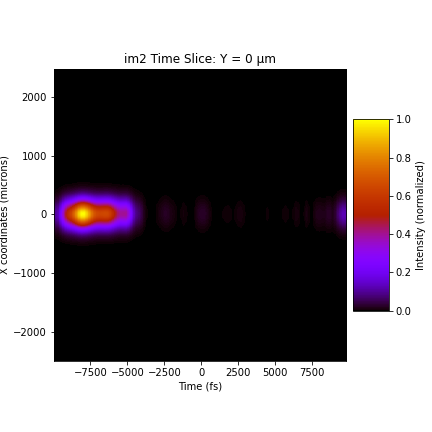 im2 Time Slice: Y = 0 μm
X coordinates (microns)
2000
1000
0
−1000
−2000
−7500 −5000 −2500 0 2500 5000 7500
Time (fs)
1.0
0.8
0.6
0.4
0.2
0.0
Intensity (normalized)